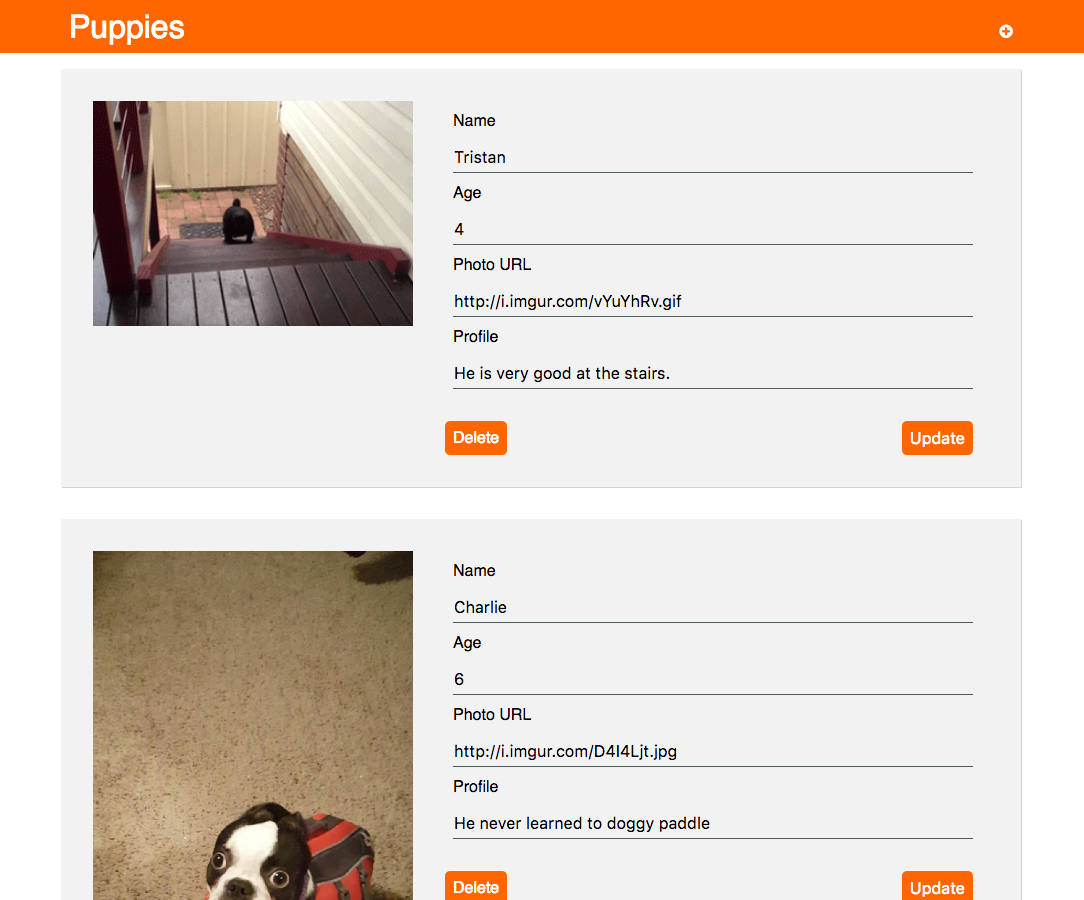 Puppies
Name
Tristan
Age
4
Photo URL
http://i.imgur.com/vYuYhRv.gif
Profile
He is very good at the stairs.
Delete
Update
Name
Charlie
Age
6
Photo URL
http://i.imgur.com/D4I4Ljt.jpg
Profile
He never learned to doggy paddle
Delete
Update